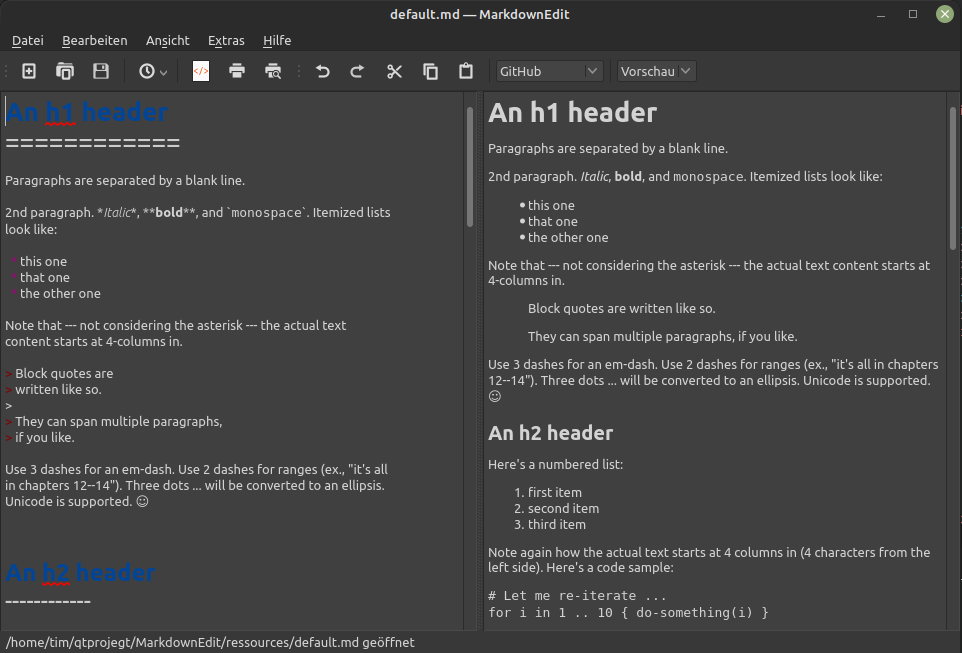 default.md — MarkdownEdit
Datei Bearbeiten Ansicht Extras Hilfe
</> GitHub Vorschau
An h1 header
============
Paragraphs are separated by a blank line.
2nd paragraph. *Italic*, **bold**, and `monospace`. Itemized lists
look like:
* this one
* that one
* the other one
Note that --- not considering the asterisk --- the actual text
content starts at 4-columns in.
> Block quotes are
> written like so.
>
> They can span multiple paragraphs,
> if you like.
Use 3 dashes for an em-dash. Use 2 dashes for ranges (ex., "it's all
in chapters 12--14"). Three dots ... will be converted to an ellipsis.
Unicode is supported. ☺
An h2 header
------------
An h1 header
Paragraphs are separated by a blank line.
2nd paragraph. Italic, bold, and monospace. Itemized lists look like:
• this one
• that one
• the other one
Note that --- not considering the asterisk --- the actual text content starts at
4-columns in.
Block quotes are written like so.
They can span multiple paragraphs, if you like.
Use 3 dashes for an em-dash. Use 2 dashes for ranges (ex., "it's all in chapters
12--14"). Three dots ... will be converted to an ellipsis. Unicode is supported.
☺
An h2 header
Here's a numbered list:
1. first item
2. second item
3. third item
Note again how the actual text starts at 4 columns in (4 characters from the
left side). Here's a code sample:
# Let me re-iterate ...
for i in 1 .. 10 { do-something(i) }
/home/tim/qtprojegt/MarkdownEdit/ressources/default.md geöffnet